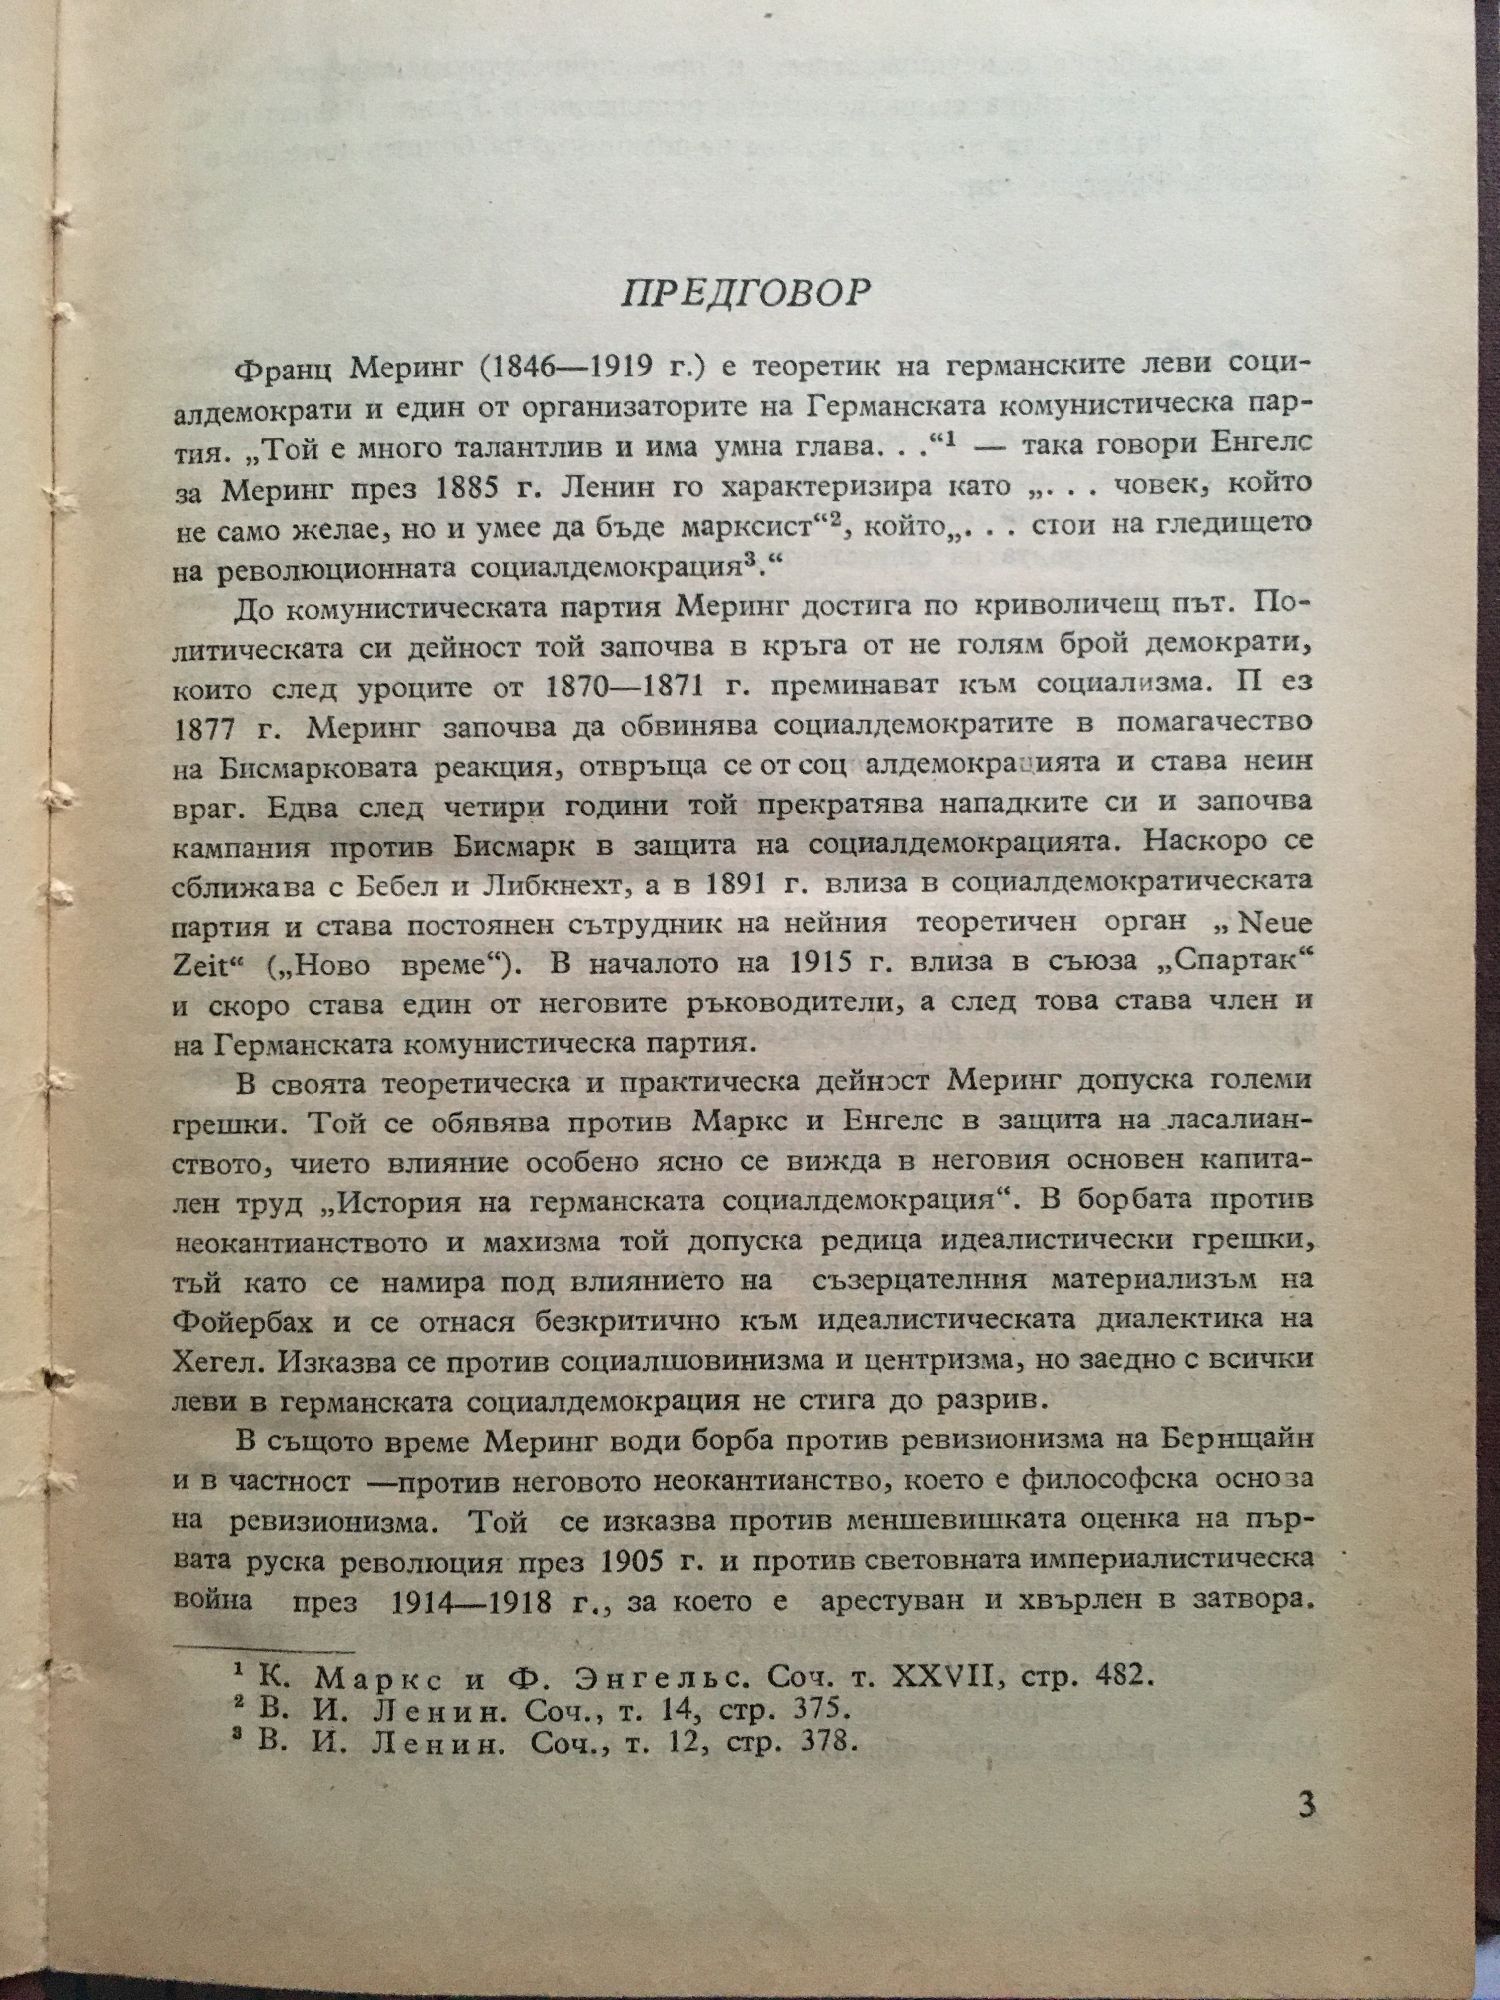 ПРЕДГОВОР
Франц Меринг (1846—1919 г.) е теоретик на германските леви соци-
алдемократи и един от организаторите на Германската комунистическа пар-
тия. „Той е много талантлив и има умна глава. . .“¹ — така говори Енгелс
за Меринг през 1885 г. Ленин го характеризира като „. . . човек, който
не само желае, но и умее да бъде марксист“², който„. . . стои на гледището
на революционната социалдемокрация³.“
До комунистическата партия Меринг достига по криволичещ път. По-
литическата си дейност той започва в кръга от не голям брой демократи,
които след уроците от 1870—1871 г. преминават към социализма. П ез
1877 г. Меринг започва да обвинява социалдемократите в помагачество
на Бисмарковата реакция, отвръща се от соц алдемокрацията и става неин
враг. Едва след четири години той прекратява нападките си и започва
кампания против Бисмарк в защита на социалдемокрацията. Наскоро се
сближава с Бебел и Либкнехт, а в 1891 г. влиза в социалдемократическата
партия и става постоянен сътрудник на нейния теоретичен орган „Neue
Zeit“ („Ново време“). В началото на 1915 г. влиза в съюза „Спартак“
и скоро става един от неговите ръководители, а след това става член и
на Германската комунистическа партия.
В своята теоретическа и практическа дейност Меринг допуска големи
грешки. Той се обявява против Маркс и Енгелс в защита на ласалиан-
ството, чието влияние особено ясно се вижда в неговия основен капита-
лен труд „История на германската социалдемокрация“. В борбата против
неокантианството и махизма той допуска редица идеалистически грешки,
тъй като се намира под влиянието на съзерцателния материализъм на
Фойербах и се отнася безкритично към идеалистическата диалектика на
Хегел. Изказва се против социалшовинизма и центризма, но заедно с всички
леви в германската социалдемокрация не стига до разрив.
В същото време Меринг води борба против ревизионизма на Бернщайн
и в частност —против неговото неокантианство, което е философска основа
на ревизионизма. Той се изказва против меншевишката оценка на пър-
вата руска революция през 1905 г. и против световната империалистическа
война през 1914—1918 г., за което е арестуван и хвърлен в затвора.
¹ К. Маркс и Ф. Энгельс. Соч. т. XXVII, стр. 482.
² В. И. Ленин. Соч., т. 14, стр. 375.
³ В. И. Ленин. Соч., т. 12, стр. 378.
3